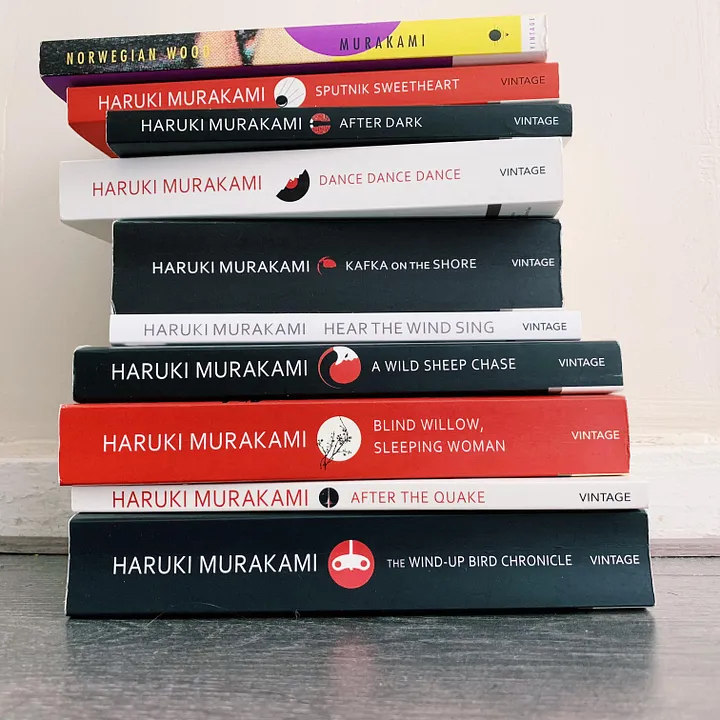 NORWEGIAN WOOD MURAKAMI VINTAGE
HARUKI MURAKAMI SPUTNIK SWEETHEART VINTAGE
HARUKI MURAKAMI AFTER DARK VINTAGE
HARUKI MURAKAMI DANCE DANCE DANCE VINTAGE
HARUKI MURAKAMI KAFKA ON THE SHORE VINTAGE
HARUKI MURAKAMI HEAR THE WIND SING VINTAGE
HARUKI MURAKAMI A WILD SHEEP CHASE VINTAGE
HARUKI MURAKAMI BLIND WILLOW,
SLEEPING WOMAN VINTAGE
HARUKI MURAKAMI AFTER THE QUAKE VINTAGE
HARUKI MURAKAMI THE WIND-UP BIRD CHRONICLE VINTAGE